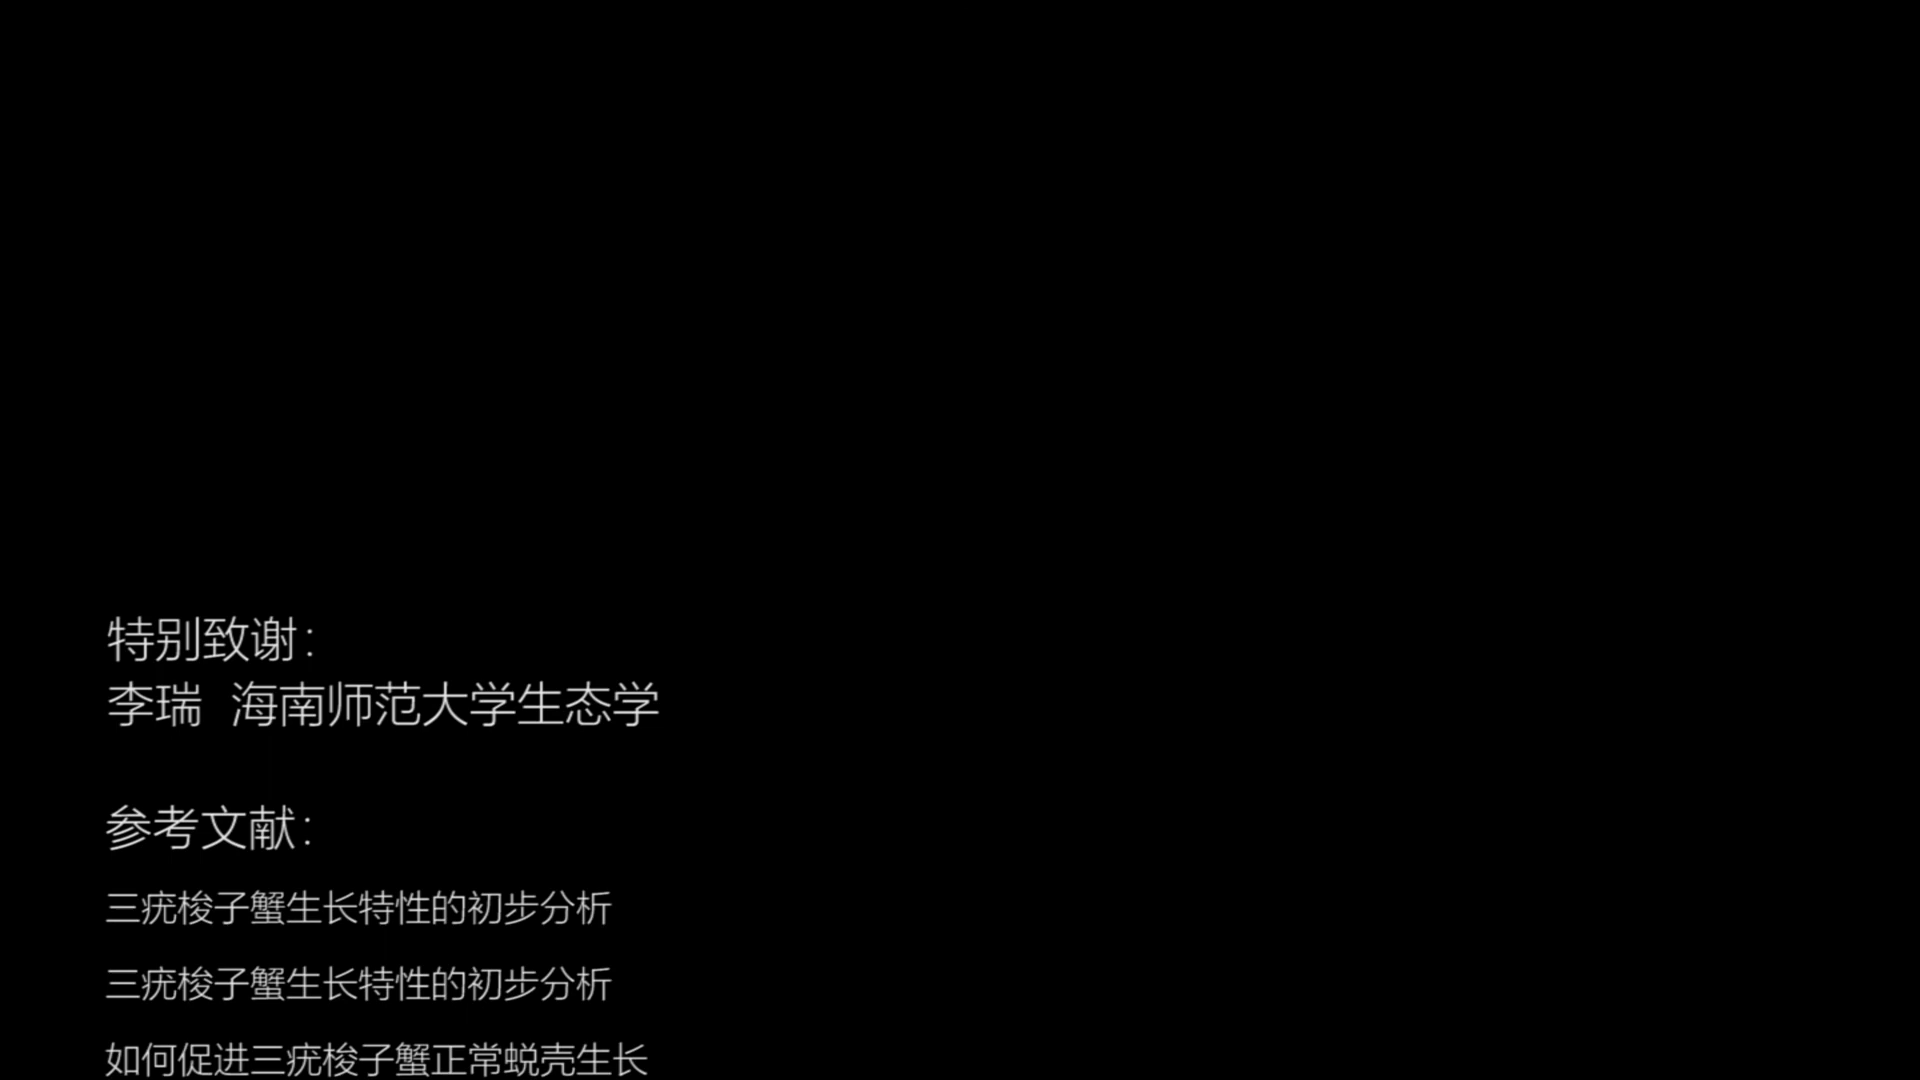 特别致谢：
李瑞 海南师范大学生态学
参考文献：
三疣梭子蟹生长特性的初步分析
三疣梭子蟹生长特性的初步分析
如何促进三疣梭子蟹正常蜕壳生长